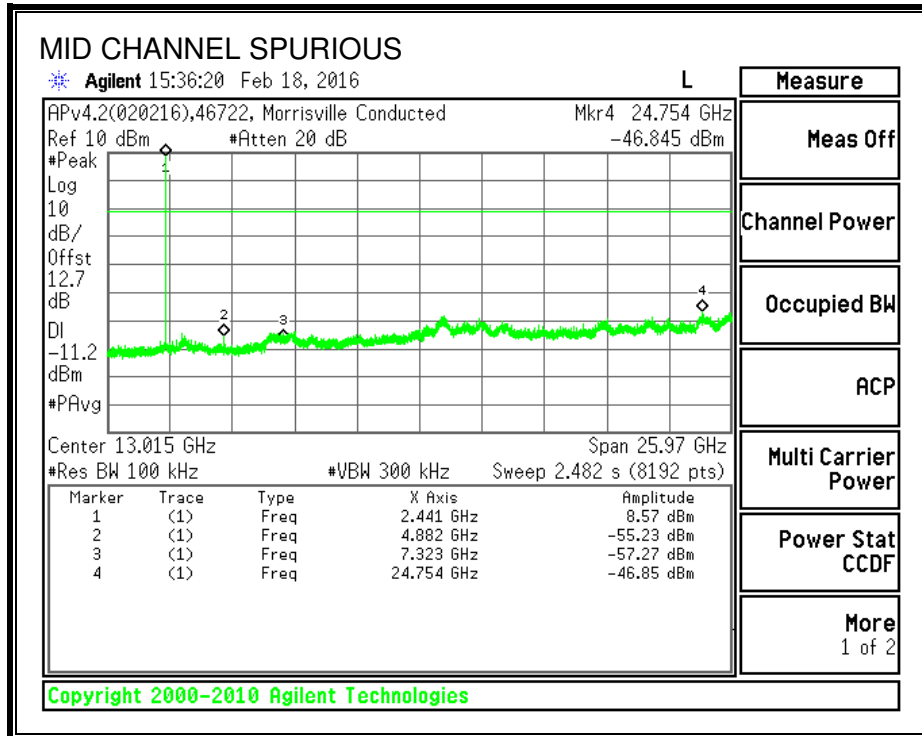 MID CHANNEL SPURIOUS
Agilent 15:36:20 Feb 18, 2016 L
Measure
APv4.2(020216),46722, Morrisville Conducted Mkr4 24.754 GHz
Ref 10 dBm #Atten 20 dB -46.845 dBm
#Peak
Log
10
dB/
Offst
12.7
dB
DI
-11.2
dBm
#PAvg
1
2
3
4
Center 13.015 GHz Span 25.97 GHz
#Res BW 100 kHz #VBW 300 kHz Sweep 2.482 s (8192 pts)
Marker Trace Type X Axis Amplitude
1 (1) Freq 2.441 GHz 8.57 dBm
2 (1) Freq 4.882 GHz -55.23 dBm
3 (1) Freq 7.323 GHz -57.27 dBm
4 (1) Freq 24.754 GHz -46.85 dBm
Meas Off
Channel Power
Occupied BW
ACP
Multi Carrier
Power
Power Stat
CCDF
More
1 of 2
Copyright 2000-2010 Agilent Technologies